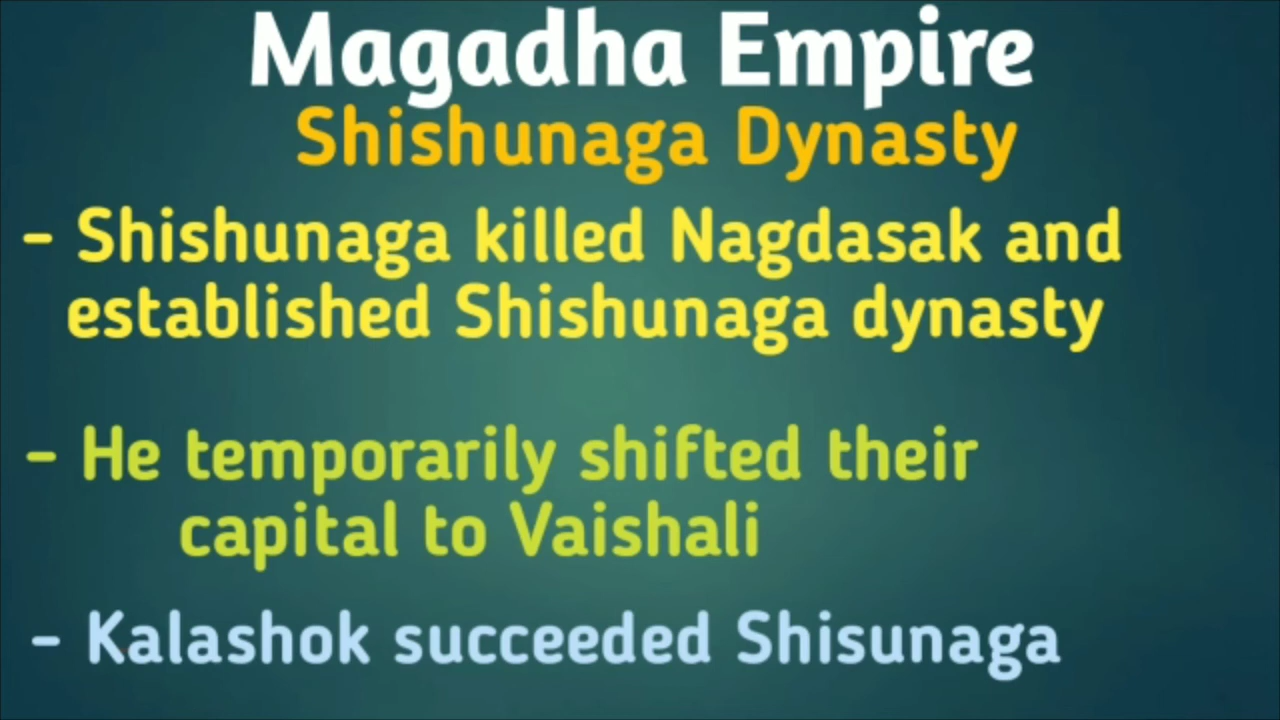 Magadha Empire
Shishunaga Dynasty
- Shishunaga killed Nagdasak and
established Shishunaga dynasty
- He temporarily shifted their
capital to Vaishali
- Kalashok succeeded Shisunaga